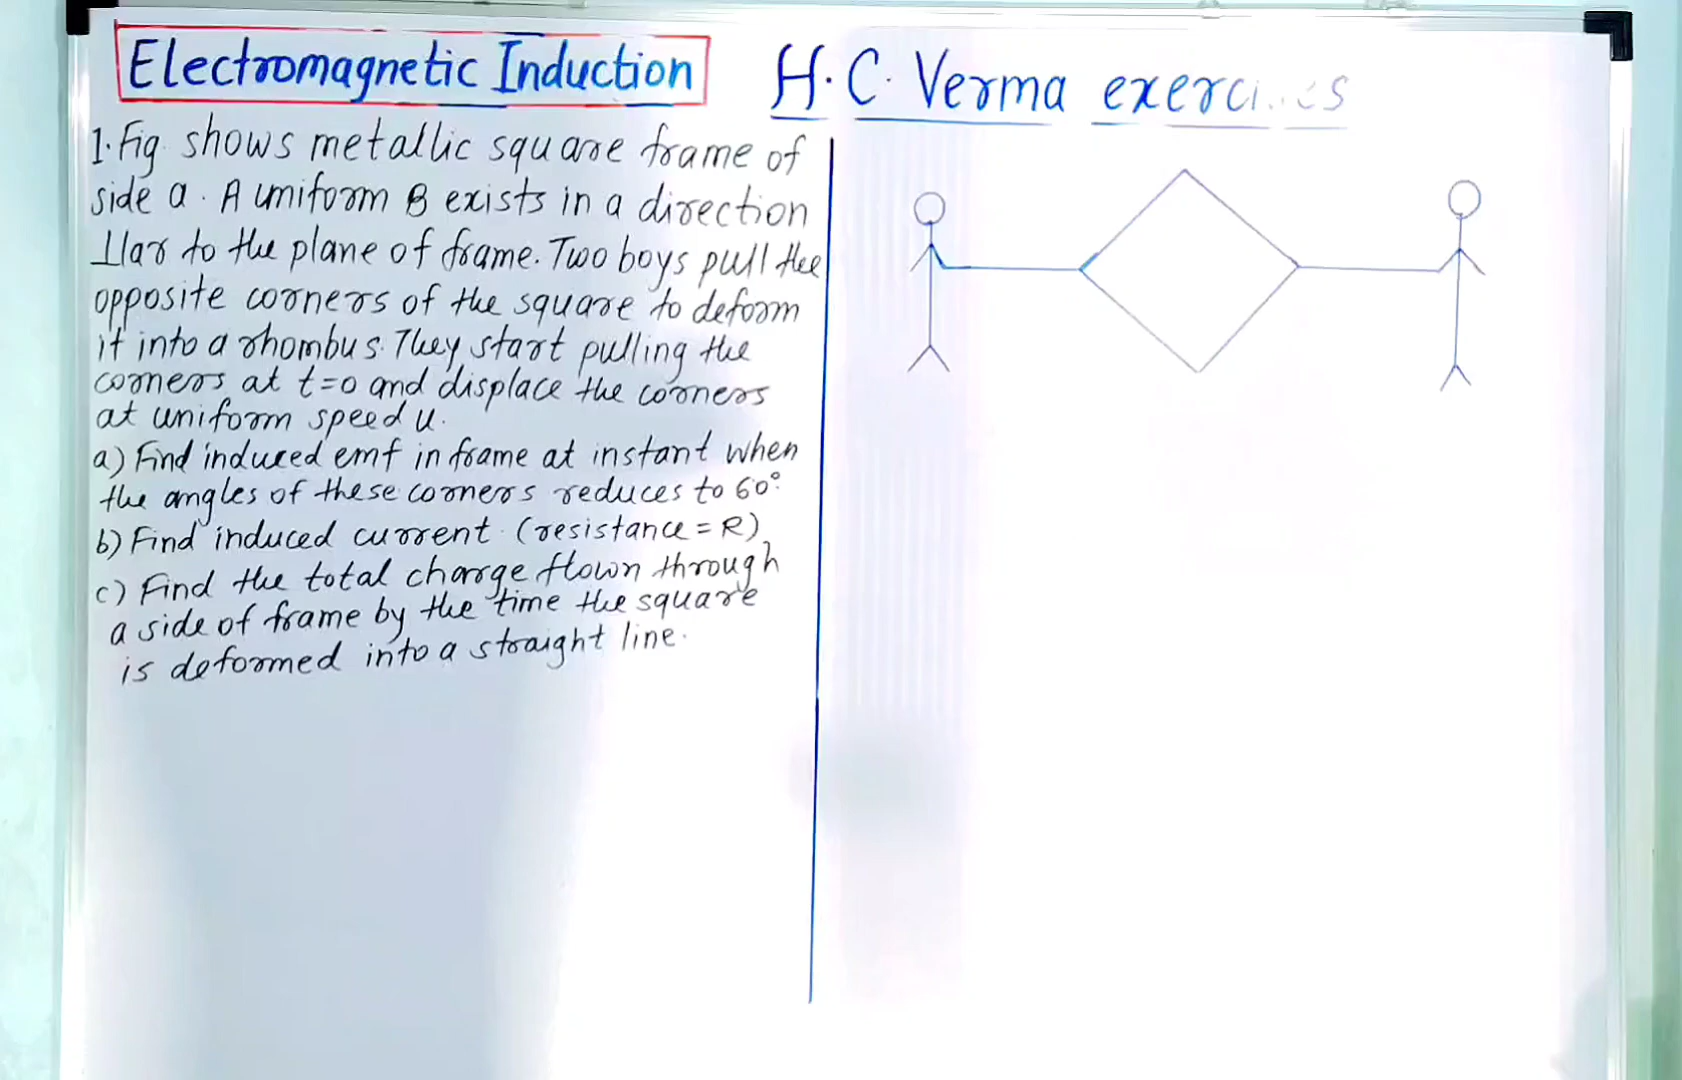 Electromagnetic Induction
H.C. Verma
1. Fig. shows metallic square frame of
side a. A uniform B exists in a direction
⊥lar to the plane of frame. Two boys pull the
opposite corners of the square to deform
it into a rhombus. They start pulling the
corners at t=0 and displace the corners
at uniform speed u.
a) Find induced emf in frame at instant when
the angles of these corners reduces to 60°.
b) Find induced current. (resistance = R)
c) Find the total charge flown through
a side of frame by the time the square
is deformed into a straight line.